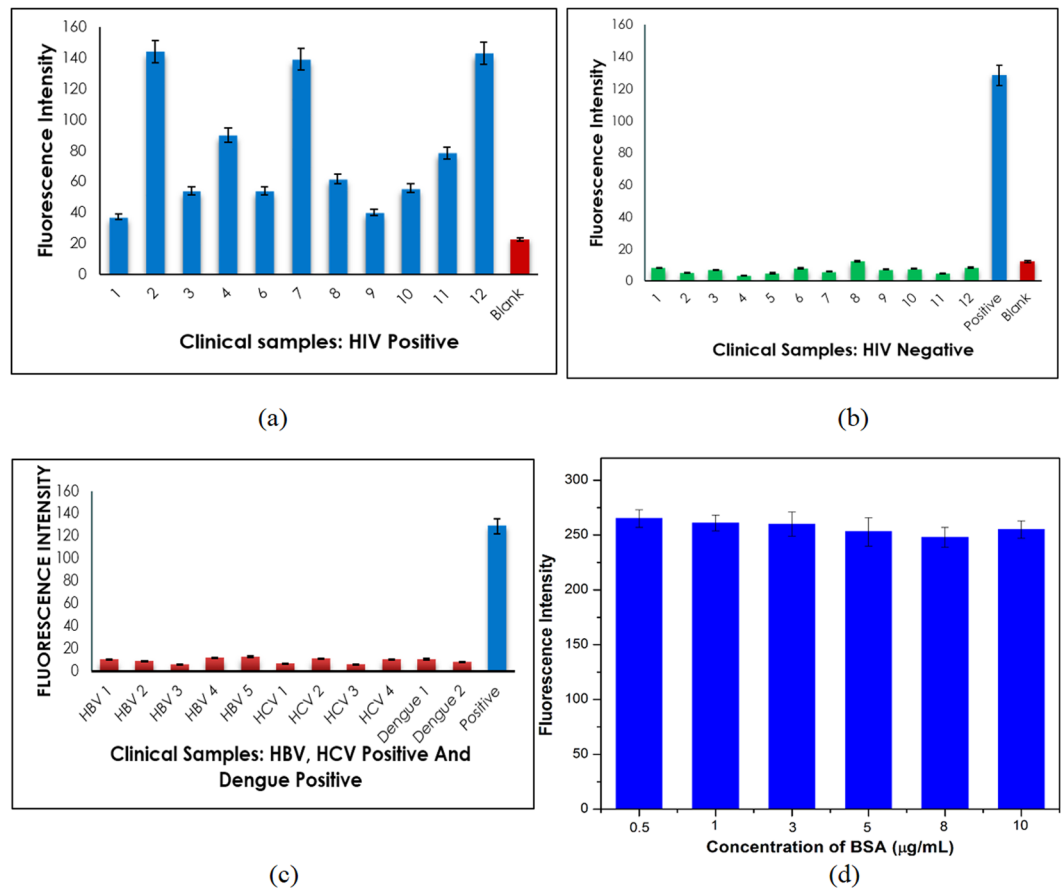 160
140
120
100
80
60
40
20
0
Fluorescence Intensity
1 2 3 4 6 7 8 9 10 11 12 Blank
Clinical samples: HIV Positive
(a)
160
140
120
100
80
60
40
20
0
Fluorescence Intensity
1 2 3 4 5 6 7 8 9 10 11 12 Positive Blank
Clinical Samples: HIV Negative
(b)
160
140
120
100
80
60
40
20
0
FLUORESCENCE INTENSITY
HBV 1 HBV 2 HBV 3 HBV 4 HBV 5 HCV 1 HCV 2 HCV 3 HCV 4 Dengue 1 Dengue 2 Positive
Clinical Samples: HBV, HCV Positive And
Dengue Positive
(c)
300
250
200
150
100
50
0
Fluorescence Intensity
0.5 1 3 5 8 10
Concentration of BSA (μg/mL)
(d)